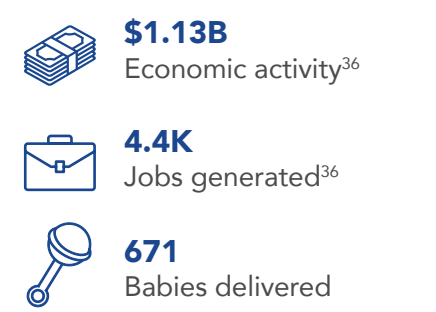 $1.13B
Economic activity36
4.4K
Jobs generated36
671
Babies delivered